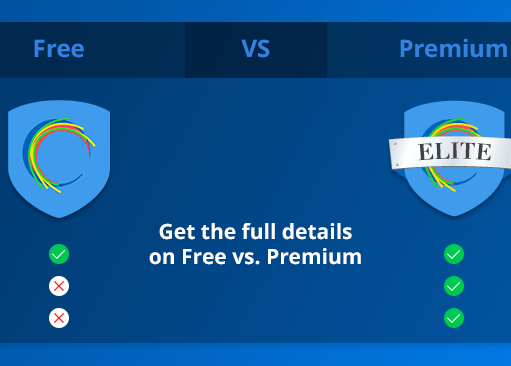 Free
VS
Premium
ELITE
Get the full details
on Free vs. Premium